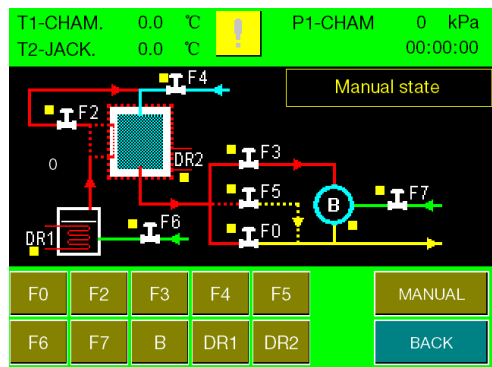 T1-CHAM. 0.0 ℃ ! P1-CHAM 0 kPa
T2-JACK. 0.0 ℃ 00:00:00
F4
Manual state
F2
0
DR2
F3
F5
B
F7
F6
F0
DR1
F0 F2 F3 F4 F5 MANUAL
F6 F7 B DR1 DR2 BACK